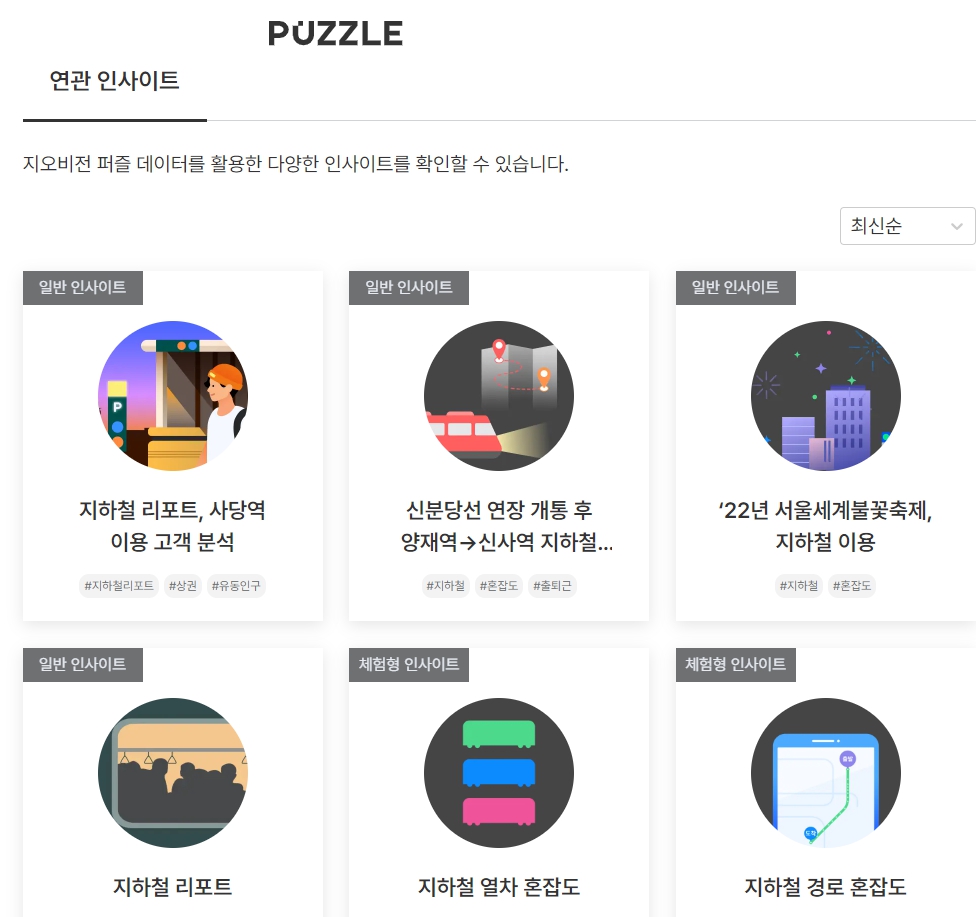 PUZZLE
연관 인사이트
지오비전 퍼즐 데이터를 활용한 다양한 인사이트를 확인할 수 있습니다.
최신순
일반 인사이트
일반 인사이트
일반 인사이트
P
지하철 리포트, 사당역
이용 고객 분석
신분당선 연장 개통 후
양재역→신사역 지하철...
‘22년 서울세계불꽃축제,
지하철 이용
#지하철리포트 #상권 #유동인구
#지하철 #혼잡도 #출퇴근
#지하철 #혼잡도
일반 인사이트
체험형 인사이트
체험형 인사이트
출발
도착
지하철 리포트
지하철 열차 혼잡도
지하철 경로 혼잡도